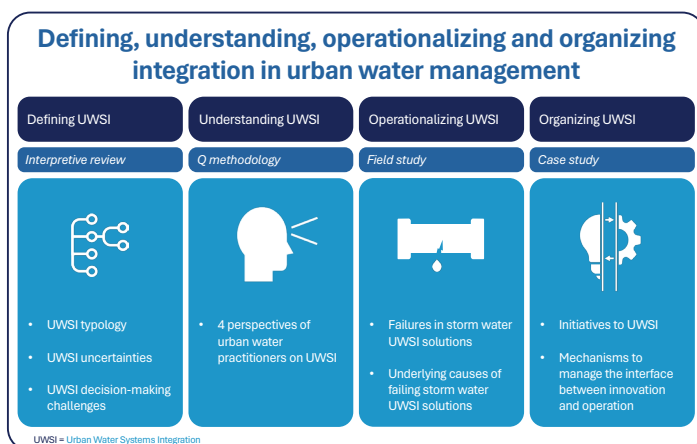 Defining, understanding, operationalizing and organizing
integration in urban water management
Defining UWSI
Understanding UWSI
Operationalizing UWSI
Organizing UWSI
Interpretive review
Q methodology
Field study
Case study
• UWSI typology
• UWSI uncertainties
• UWSI decision-making
challenges
• 4 perspectives of
urban water
practitioners on UWSI
• Failures in storm water
UWSI solutions
• Underlying causes of
failing storm water
UWSI solutions
• Initiatives to UWSI
• Mechanisms to
manage the interface
between innovation
and operation
UWSI = Urban Water Systems Integration